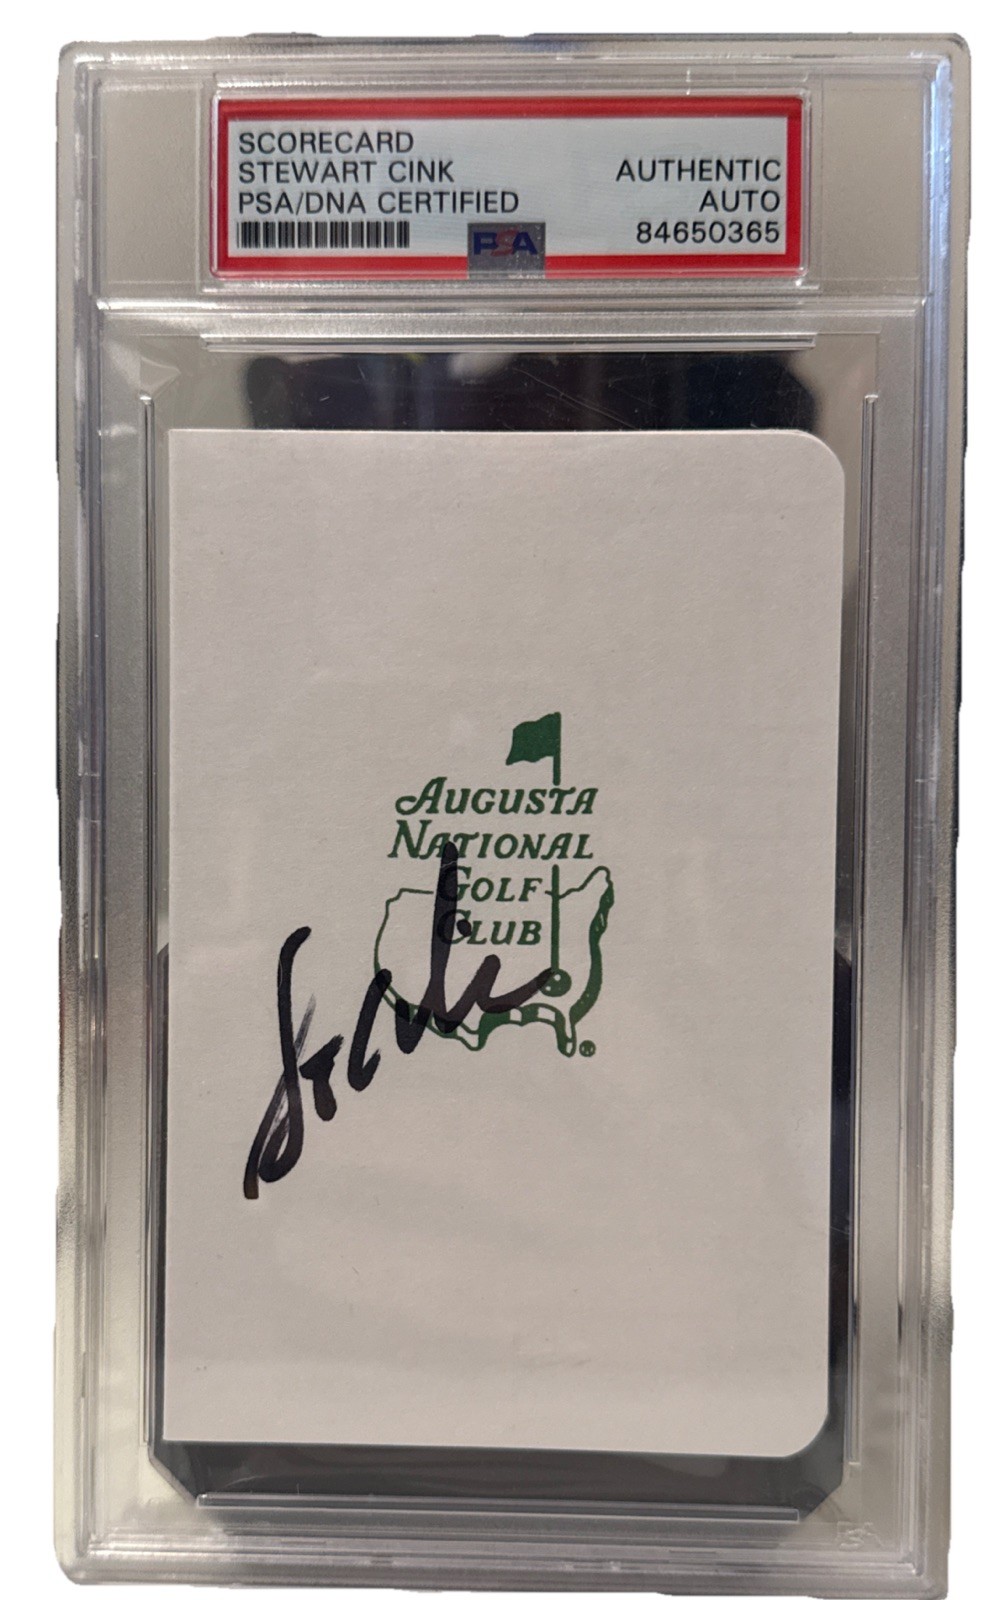 SCORECARD
STEWART CINK
PSA/DNA CERTIFIED
AUTHENTIC
AUTO
84650365
PSA
AUGUSTA
NATIONAL
GOLF
CLUB
®